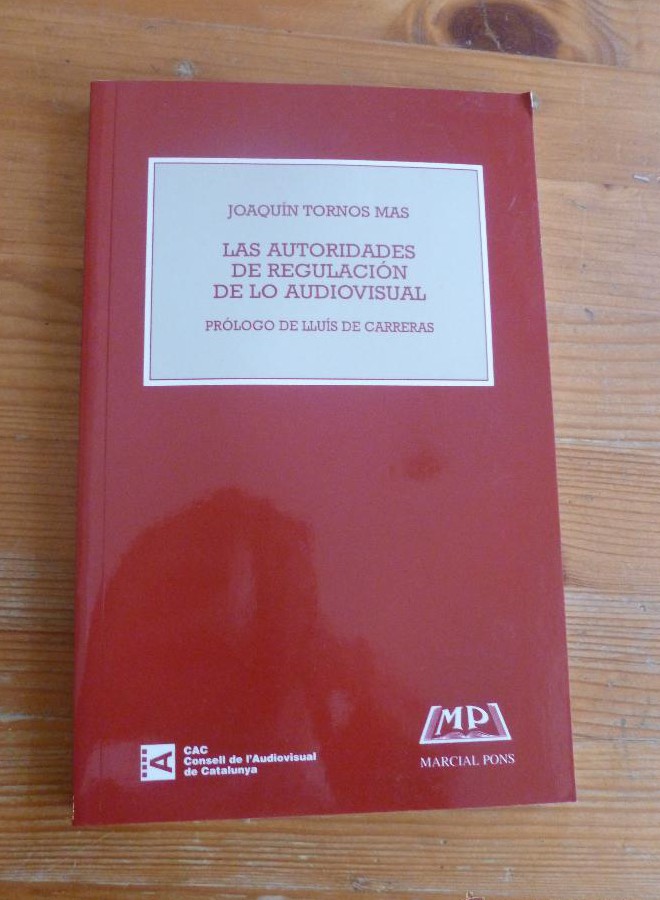 JOAQUÍN TORNOS MAS
LAS AUTORIDADES
DE REGULACIÓN
DE LO AUDIOVISUAL
PRÓLOGO DE LLUÍS DE CARRERAS
A
CAC
Consell de l'Audiovisual
de Catalunya
MP
MARCIAL PONS